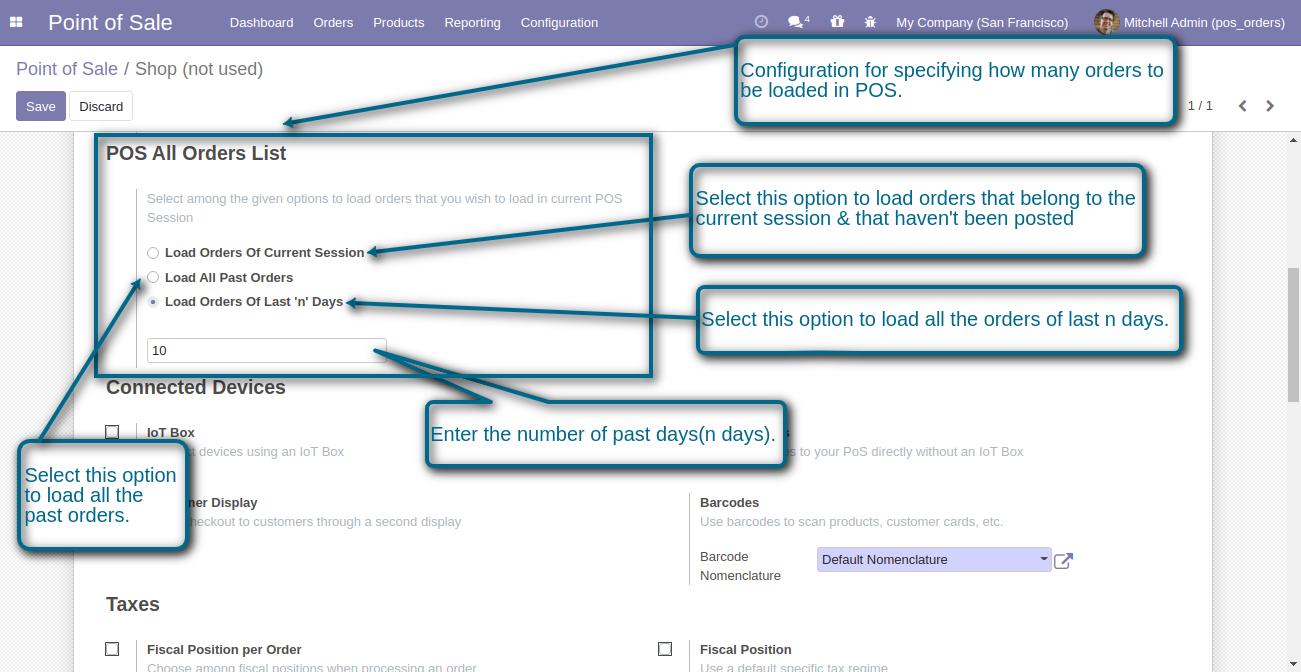 Point of Sale
Dashboard Orders Products Reporting Configuration
4 My Company (San Francisco) Mitchell Admin (pos_orders)
Point of Sale / Shop (not used)
Save Discard
1 / 1
Configuration for specifying how many orders to
be loaded in POS.
POS All Orders List
Select among the given options to load orders that you wish to load in current POS
Session
Load Orders Of Current Session
Load All Past Orders
Load Orders Of Last 'n' Days
10
Select this option to load orders that belong to the
current session & that haven't been posted
Select this option to load all the orders of last n days.
Enter the number of past days(n days).
Select this option
to load all the
past orders.
Connected Devices
IoT Box
devices using an IoT Box
to your PoS directly without an IoT Box
Display
to customers through a second display
Barcodes
Use barcodes to scan products, customer cards, etc.
Barcode
Nomenclature
Default Nomenclature
Taxes
Fiscal Position per Order
Choose among fiscal positions when processing an order
Fiscal Position
Use a default specific tax regime